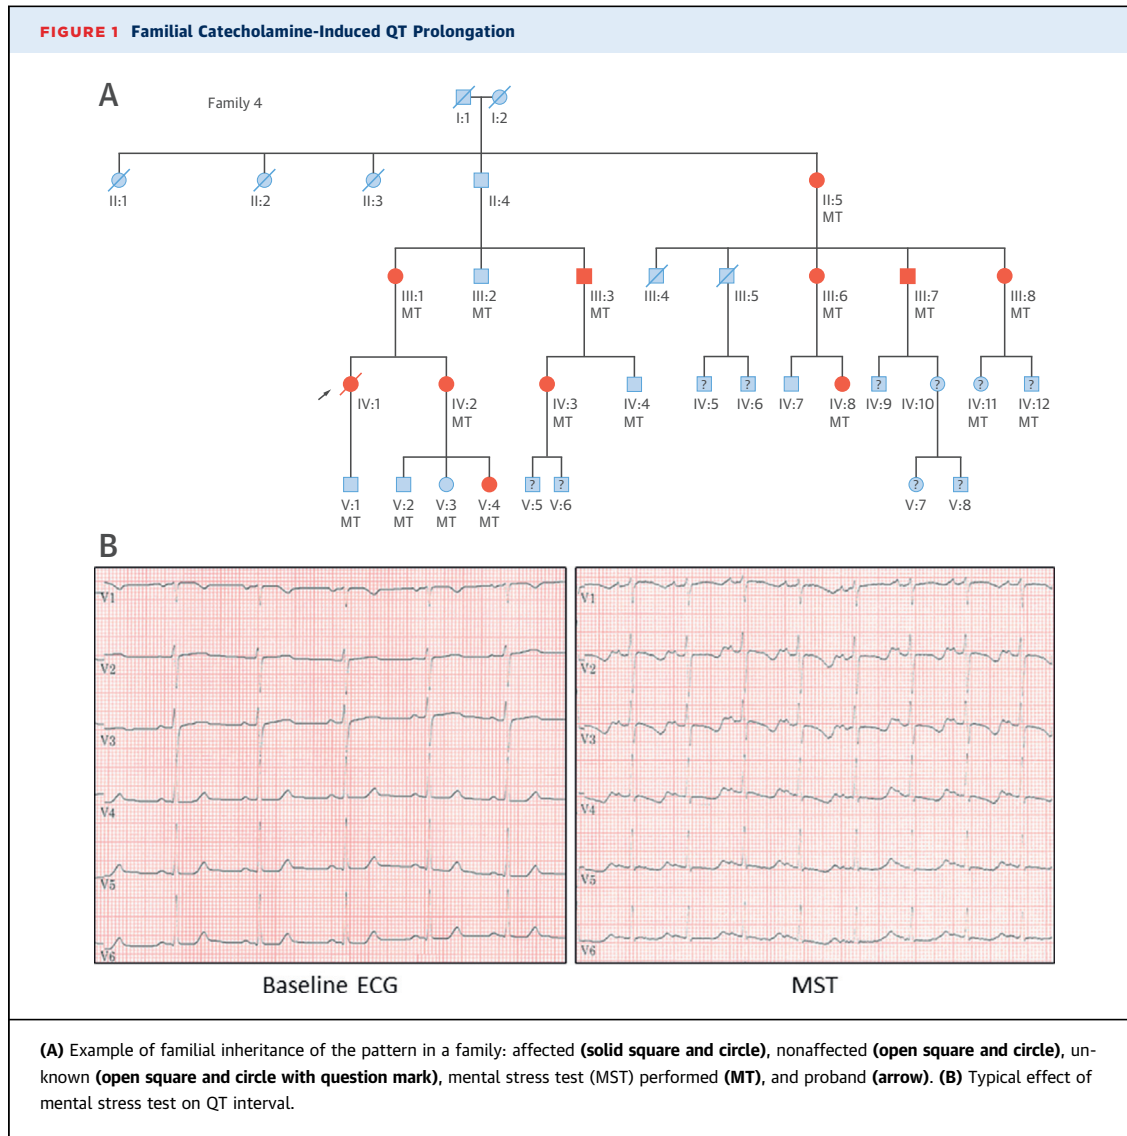 FIGURE 1 Familial Catecholamine-Induced QT Prolongation
A
Family 4
I:1 I:2
II:1 II:2 II:3 II:4 II:5
MT
III:1 III:2 III:3 III:4 III:5 III:6 III:7 III:8
MT MT MT MT MT MT
? ? ? ? ? ?
IV:1 IV:2 IV:3 IV:4 IV:5 IV:6 IV:7 IV:8 IV:9 IV:10 IV:11 IV:12
MT MT MT MT MT MT
? ? ? ?
V:1 V:2 V:3 V:4 V:5 V:6 V:7 V:8
MT MT MT MT
B
V1 V1
V2 V2
V3 V3
V4 V4
V5 V5
V6 V6
Baseline ECG MST
(A) Example of familial inheritance of the pattern in a family: affected (solid square and circle), nonaffected (open square and circle), un-
known (open square and circle with question mark), mental stress test (MST) performed (MT), and proband (arrow). (B) Typical effect of
mental stress test on QT interval.